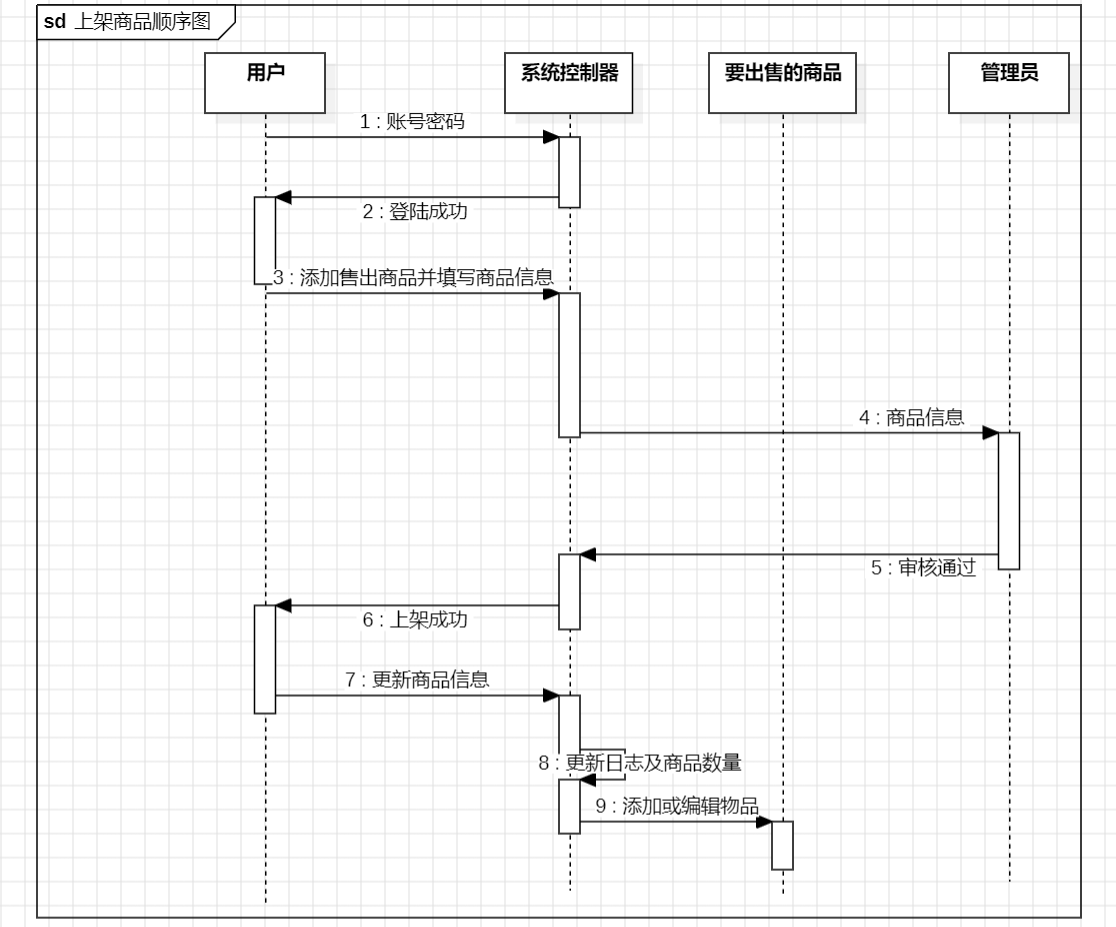 sd 上架商品顺序图
用户
系统控制器
要出售的商品
管理员
1 : 账号密码
2 : 登陆成功
3 : 添加售出商品并填写商品信息
4 : 商品信息
5 : 审核通过
6 : 上架成功
7 : 更新商品信息
8 : 更新日志及商品数量
9 : 添加或编辑物品